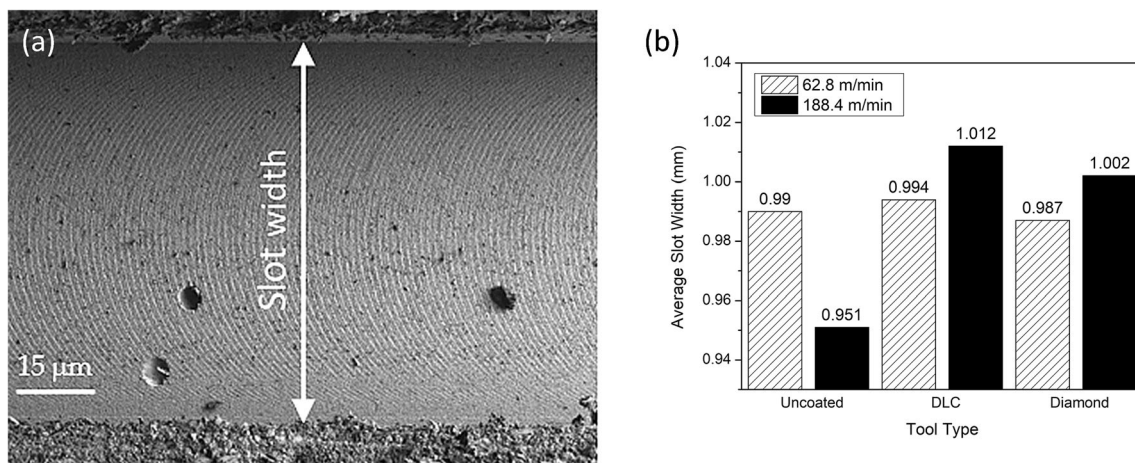 (a)
Slot width
15 μm
(b)
1.04
1.02
1.00
0.98
0.96
0.94
Average Slot Width (mm)
62.8 m/min
188.4 m/min
0.99
0.951
0.994
1.012
0.987
1.002
Uncoated
DLC
Diamond
Tool Type